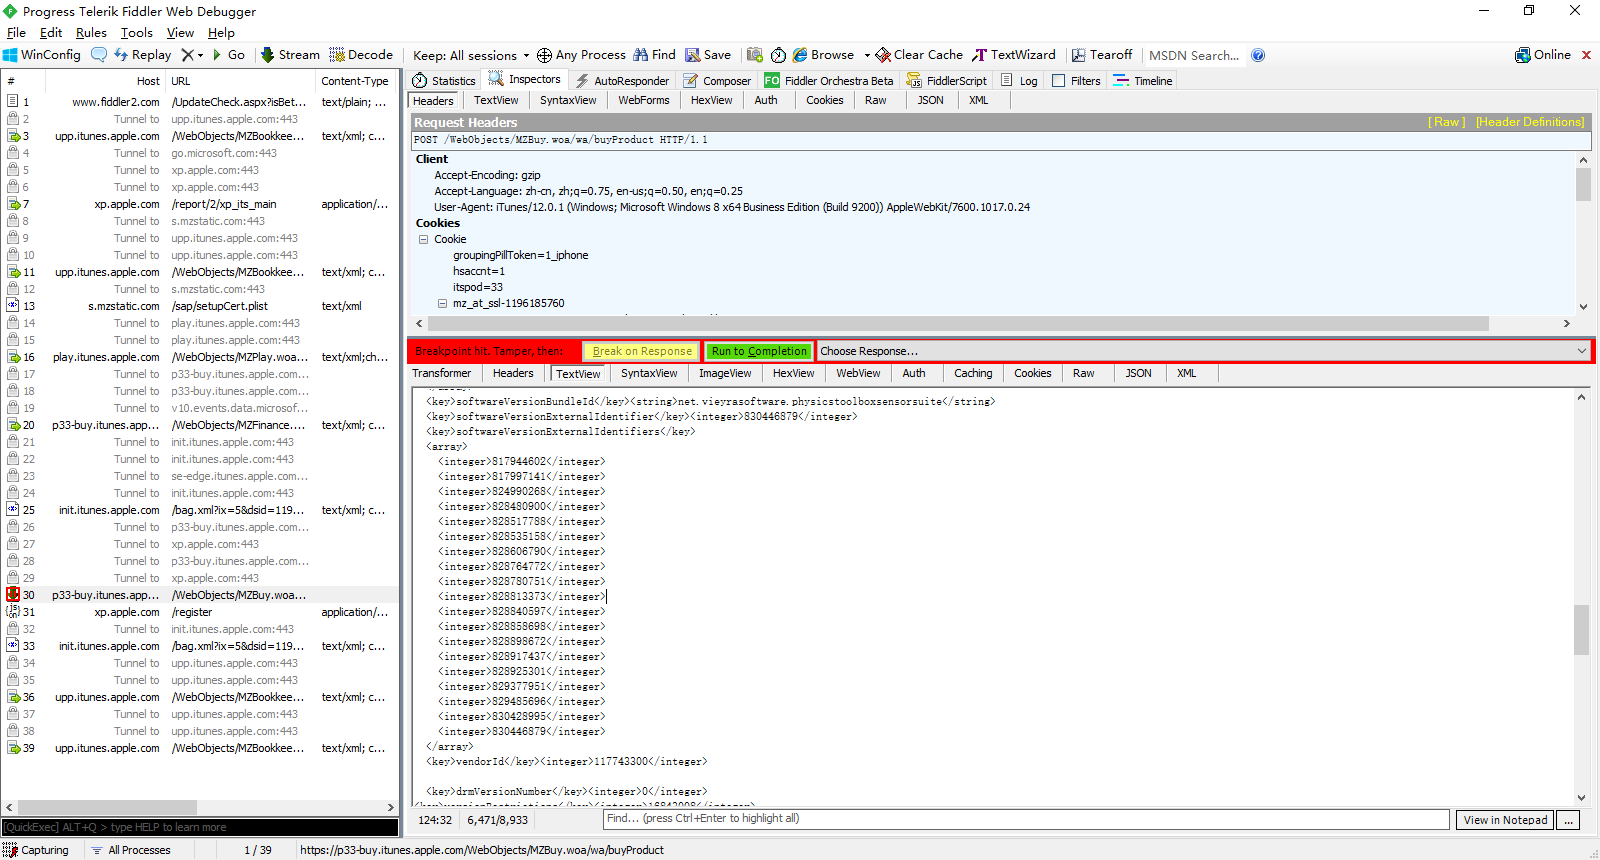 Progress Telerik Fiddler Web Debugger
File Edit Rules Tools View Help
WinConfig Replay Go Stream Decode Keep: All sessions Any Process Find Save Browse Clear Cache TextWizard Tearoff MSDN Search... Online
# Host URL Content-Type
1 www.fiddler2.com /UpdateCheck.aspx?isBet... text/plain; ...
2 Tunnel to upp.itunes.apple.com:443
3 upp.itunes.apple.com /WebObjects/MZBookkee... text/xml; c...
4 Tunnel to go.microsoft.com:443
5 Tunnel to xp.apple.com:443
6 Tunnel to xp.apple.com:443
7 xp.apple.com /report/2/xp_its_main application/...
8 Tunnel to s.mzstatic.com:443
9 Tunnel to upp.itunes.apple.com:443
10 Tunnel to upp.itunes.apple.com:443
11 upp.itunes.apple.com /WebObjects/MZBookkee... text/xml; c...
12 Tunnel to s.mzstatic.com:443
13 s.mzstatic.com /sap/setupCert.plist text/xml
14 Tunnel to play.itunes.apple.com:443
15 Tunnel to play.itunes.apple.com:443
16 play.itunes.apple.com /WebObjects/MZPlay.woa... text/xml;ch...
17 Tunnel to p33-buy.itunes.apple.com...
18 Tunnel to p33-buy.itunes.apple.com...
19 Tunnel to v10.events.data.microsof...
20 p33-buy.itunes.app... /WebObjects/MZFinance.... text/xml; c...
21 Tunnel to init.itunes.apple.com:443
22 Tunnel to init.itunes.apple.com:443
23 Tunnel to se-edge.itunes.apple.com...
24 Tunnel to init.itunes.apple.com:443
25 init.itunes.apple.com /bag.xml?ix=5&dsid=119... text/xml; c...
26 Tunnel to p33-buy.itunes.apple.com...
27 Tunnel to xp.apple.com:443
28 Tunnel to p33-buy.itunes.apple.com...
29 Tunnel to xp.apple.com:443
30 p33-buy.itunes.app... /WebObjects/MZBuy.woa...
31 xp.apple.com /register application/...
32 Tunnel to init.itunes.apple.com:443
33 init.itunes.apple.com /bag.xml?ix=5&dsid=119... text/xml; c...
34 Tunnel to upp.itunes.apple.com:443
35 Tunnel to upp.itunes.apple.com:443
36 upp.itunes.apple.com /WebObjects/MZBookkee... text/xml; c...
37 Tunnel to upp.itunes.apple.com:443
38 Tunnel to upp.itunes.apple.com:443
39 upp.itunes.apple.com /WebObjects/MZBookkee... text/xml; c...
[QuickExec] ALT+Q > type HELP to learn more
Statistics Inspectors AutoResponder Composer FO Fiddler Orchestra Beta FiddlerScript Log Filters Timeline
Headers TextView SyntaxView WebForms HexView Auth Cookies Raw JSON XML
Request Headers [ Raw ] [Header Definitions]
POST /WebObjects/MZBuy.woa/wa/buyProduct HTTP/1.1
Client
Accept-Encoding: gzip
Accept-Language: zh-cn, zh;q=0.75, en-us;q=0.50, en;q=0.25
User-Agent: iTunes/12.0.1 (Windows; Microsoft Windows 8 x64 Business Edition (Build 9200)) AppleWebKit/7600.1017.0.24
Cookies
Cookie
groupingPillToken=1_iphone
hsaccnt=1
itspod=33
mz_at_ssl-1196185760
Breakpoint hit. Tamper, then: Break on Response Run to Completion Choose Response...
Transformer Headers TextView SyntaxView ImageView HexView WebView Auth Caching Cookies Raw JSON XML
<key>softwareVersionBundleId</key><string>net.vieyrasoftware.physicstoolboxsensorsuite</string>
<key>softwareVersionExternalIdentifier</key><integer>830446879</integer>
<key>softwareVersionExternalIdentifiers</key>
<array>
<integer>817944602</integer>
<integer>817997141</integer>
<integer>824990268</integer>
<integer>828480900</integer>
<integer>828517788</integer>
<integer>828535158</integer>
<integer>828606790</integer>
<integer>828764772</integer>
<integer>828780751</integer>
<integer>828813373</integer>
<integer>828840597</integer>
<integer>828858698</integer>
<integer>828898672</integer>
<integer>828917437</integer>
<integer>828925301</integer>
<integer>829377951</integer>
<integer>829485696</integer>
<integer>830428995</integer>
<integer>830446879</integer>
</array>
<key>vendorId</key><integer>117743300</integer>
<key>drmVersionNumber</key><integer>0</integer>
<key>versionRestrictions</key><integer>16843008</integer>
124:32 6,471/8,933 Find... (press Ctrl+Enter to highlight all) View in Notepad ...
Capturing All Processes 1 / 39 https://p33-buy.itunes.apple.com/WebObjects/MZBuy.woa/wa/buyProduct